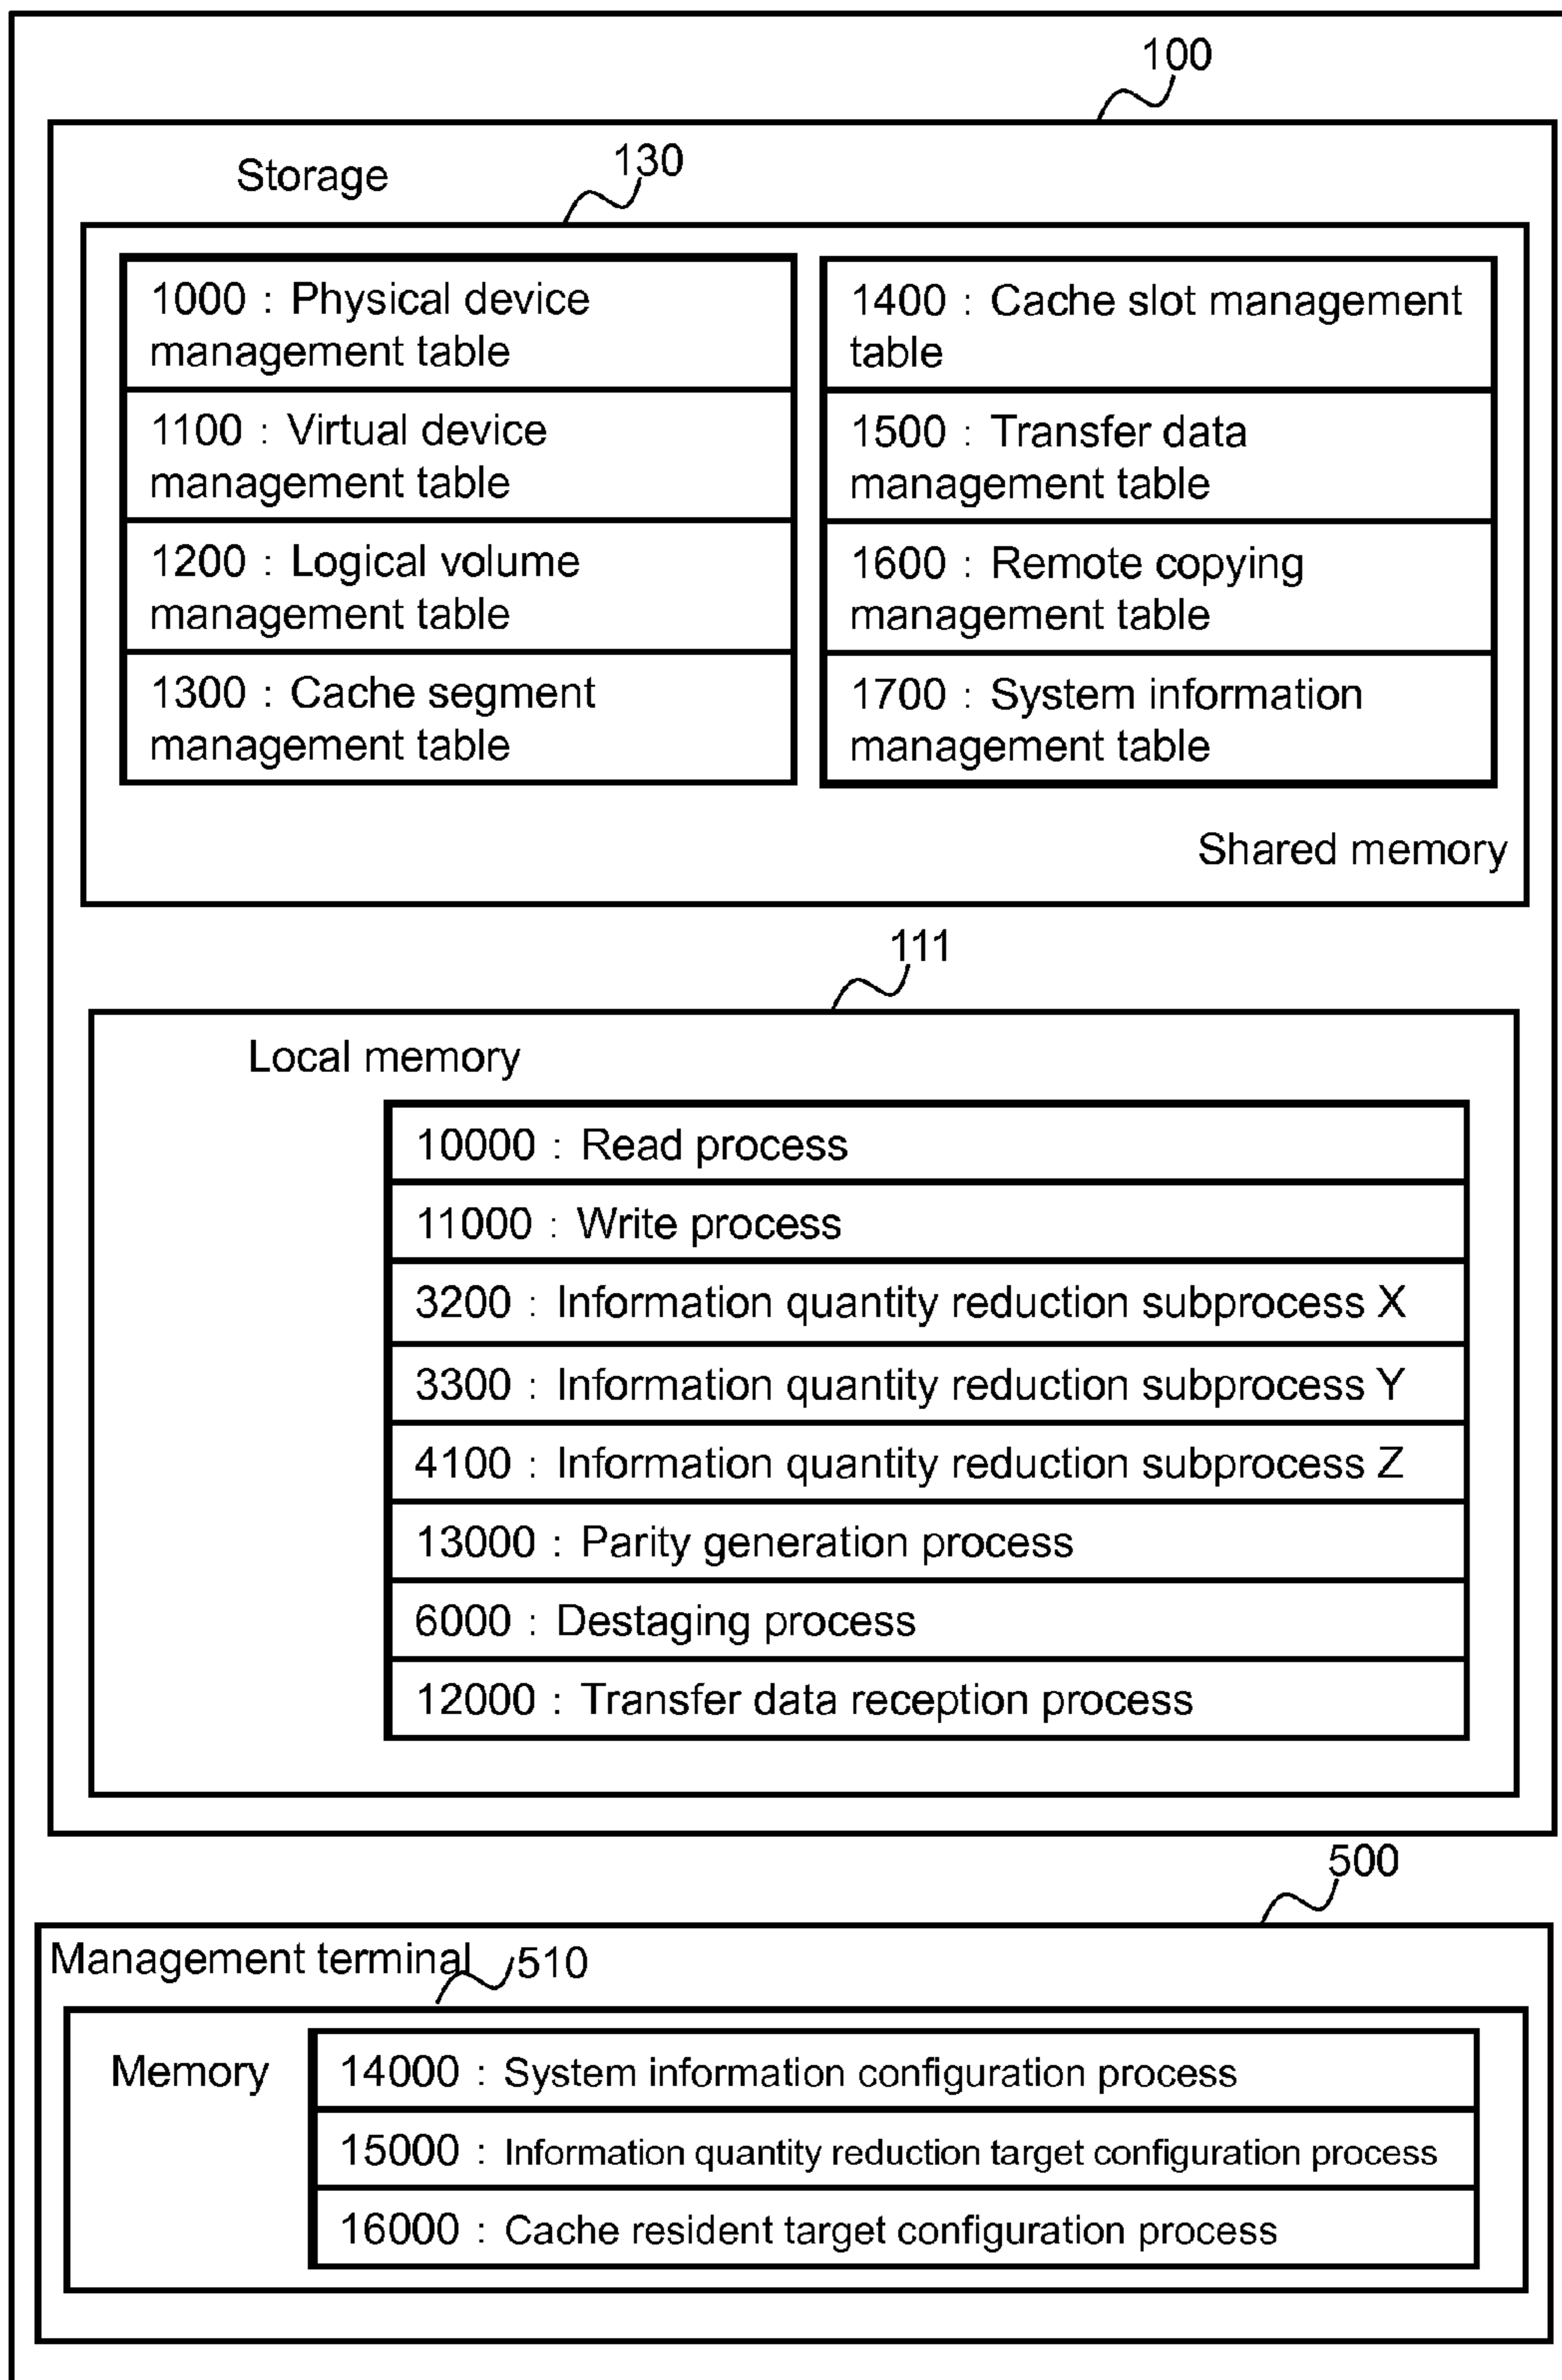 100
Storage
130
1000 : Physical device
management table
1100 : Virtual device
management table
1200 : Logical volume
management table
1300 : Cache segment
management table
1400 : Cache slot management
table
1500 : Transfer data
management table
1600 : Remote copying
management table
1700 : System information
management table
Shared memory
111
Local memory
10000 : Read process
11000 : Write process
3200 : Information quantity reduction subprocess X
3300 : Information quantity reduction subprocess Y
4100 : Information quantity reduction subprocess Z
13000 : Parity generation process
6000 : Destaging process
12000 : Transfer data reception process
500
Management terminal
510
Memory
14000 : System information configuration process
15000 : Information quantity reduction target configuration process
16000 : Cache resident target configuration process